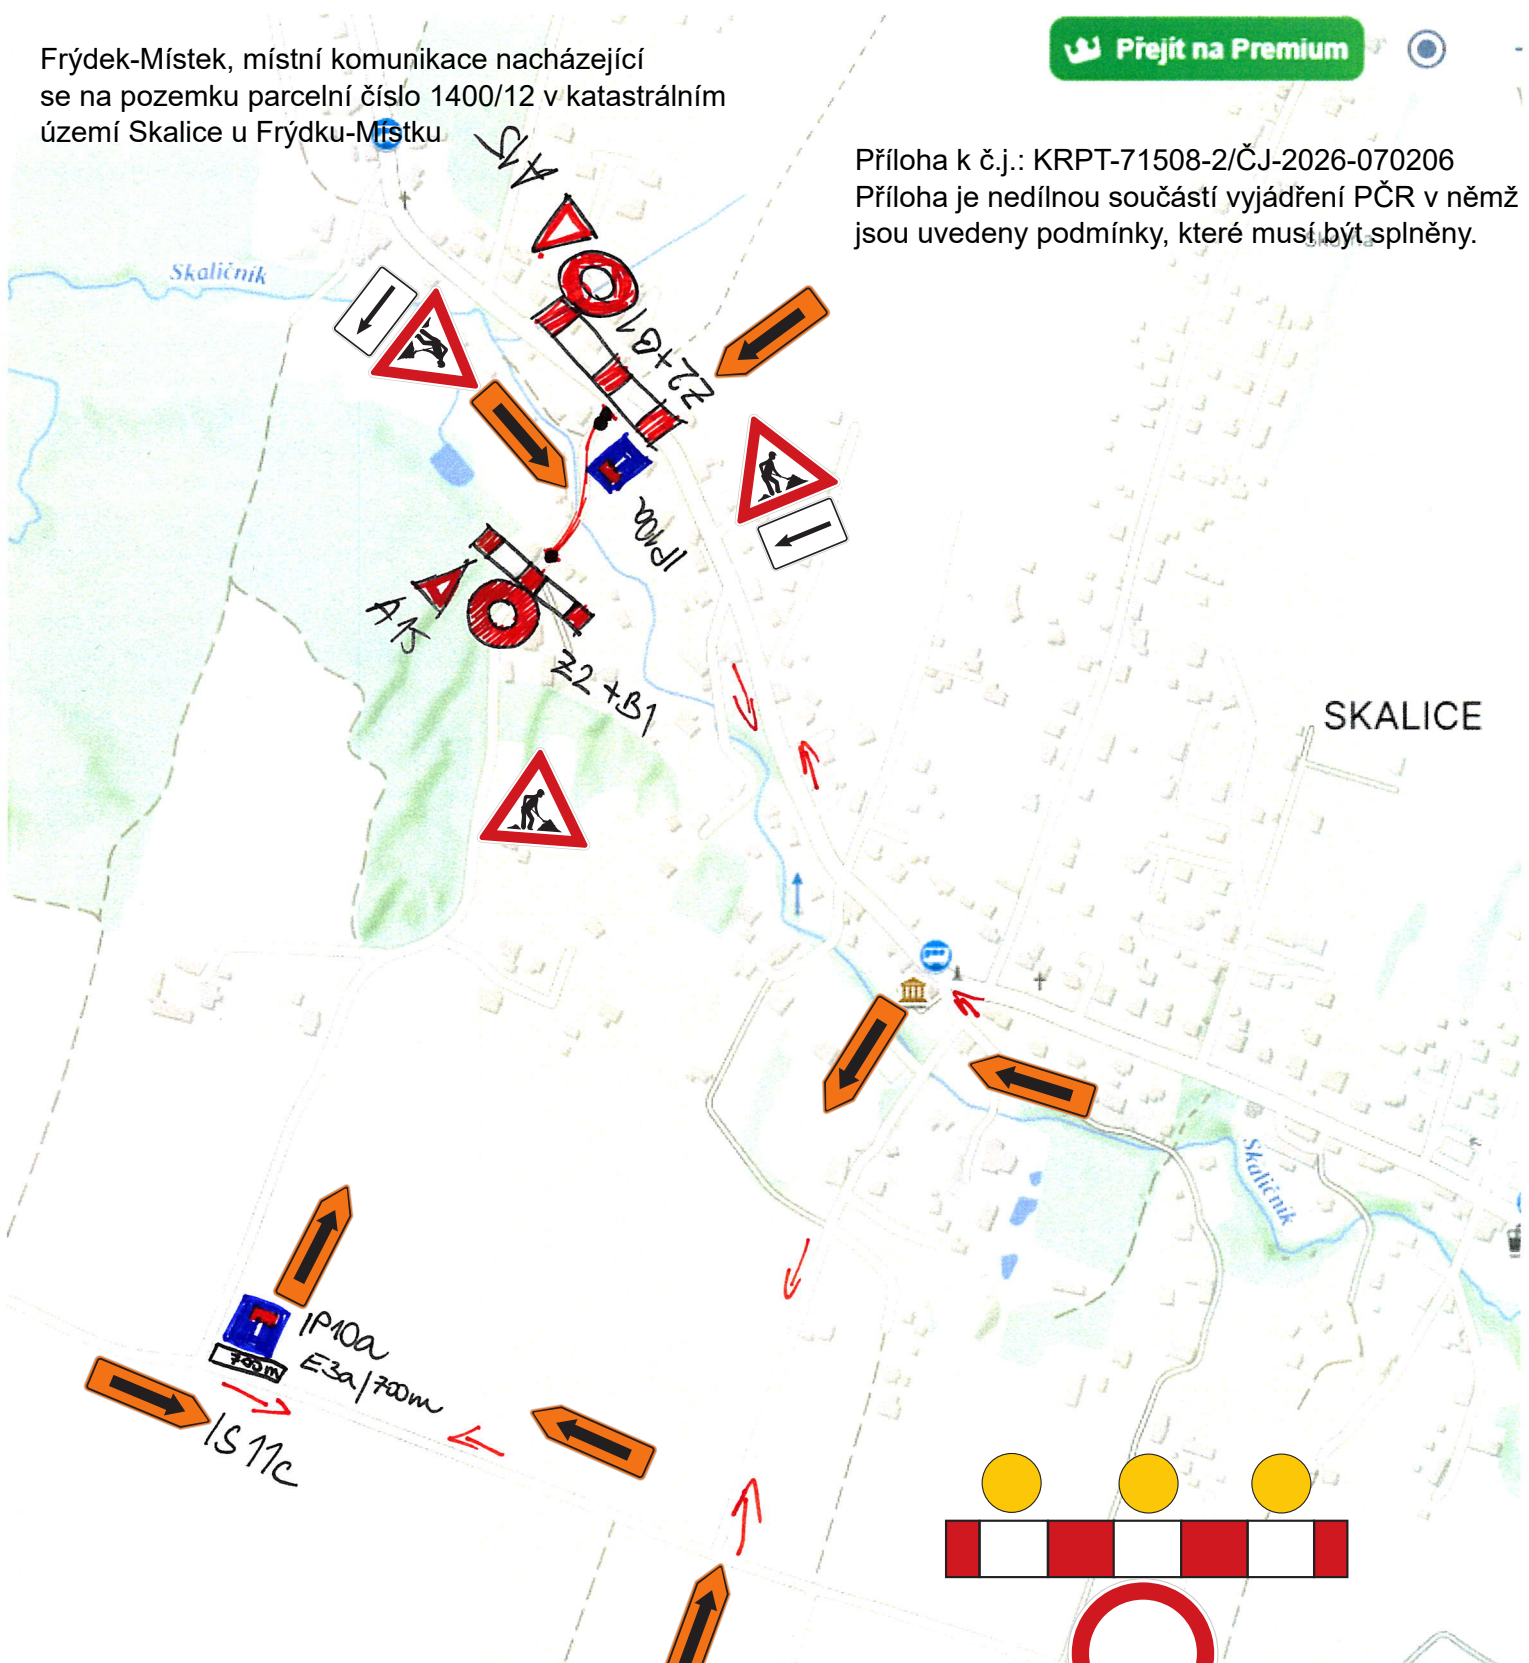 Frýdek-Místek, místní komunikace nacházející
se na pozemku parcelní číslo 1400/12 v katastrálním
území Skalice u Frýdku-Místku
Přejít na Premium
Příloha k č.j.: KRPT-71508-2/ČJ-2026-070206
Příloha je nedílnou součástí vyjádření PČR v němž
jsou uvedeny podmínky, které musí být splněny.
A15
Skaličník
Z2+B1
IP10a
A15
Z2+B1
SKALICE
Skaličník
IP10a
700m
E3a/700m
IS11c